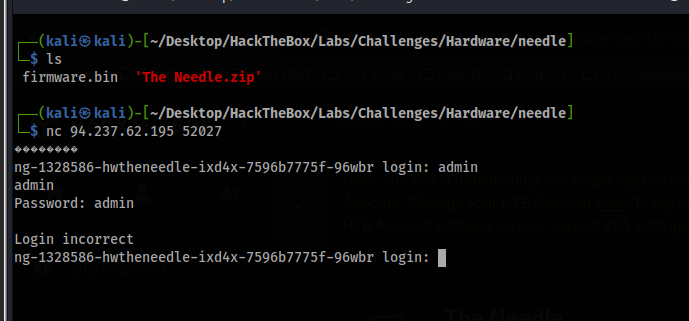 (kali㉿kali)-[~/Desktop/HackTheBox/Labs/Challenges/Hardware/needle]
$ ls
firmware.bin 'The Needle.zip'
(kali㉿kali)-[~/Desktop/HackTheBox/Labs/Challenges/Hardware/needle]
$ nc 94.237.62.195 52027
���������
ng-1328586-hwtheneedle-ixd4x-7596b7775f-96wbr login: admin
admin
Password: admin
Login incorrect
ng-1328586-hwtheneedle-ixd4x-7596b7775f-96wbr login:
The Needle